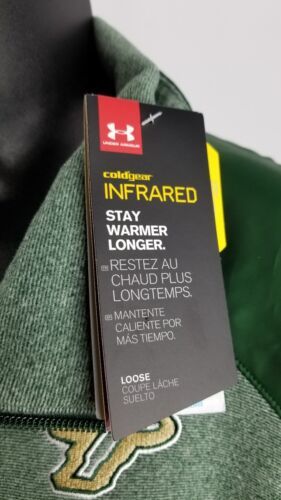 UNDER ARMOUR
coldgear
INFRARED
STAY
WARMER
LONGER.
RESTEZ AU
CHAUD PLUS
LONGTEMPS.
MANTENTE
CALIENTE POR
MÁS TIEMPO.
LOOSE
COUPE LÂCHE
SUELTO